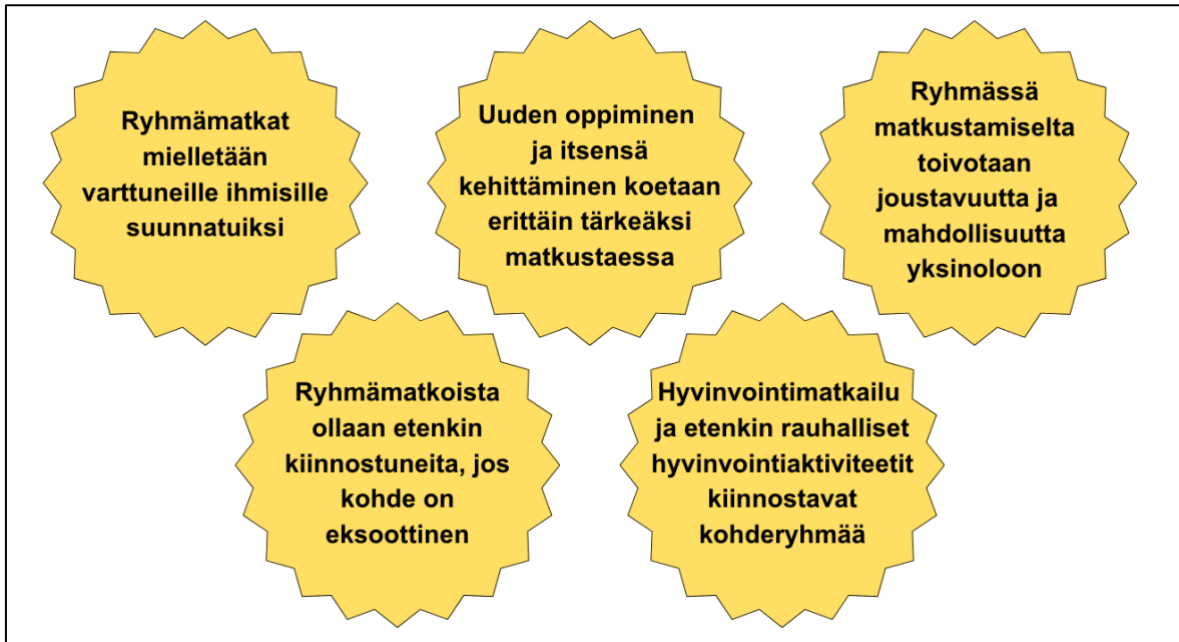 Ryhmämatkat
mielletään
varttuneille ihmisille
suunnatuiksi
Uuden oppiminen
ja itsensä
kehittäminen koetaan
erittäin tärkeäksi
matkustaessa
Ryhmässä
matkustamiselta
toivotaan
joustavuutta ja
mahdollisuutta
yksinoloon
Ryhmämatkoista
ollaan etenkin
kiinnostuneita, jos
kohde on
eksoottinen
Hyvinvointimatkailu
ja etenkin rauhalliset
hyvinvointiaktiviteetit
kiinnostavat
kohderyhmää